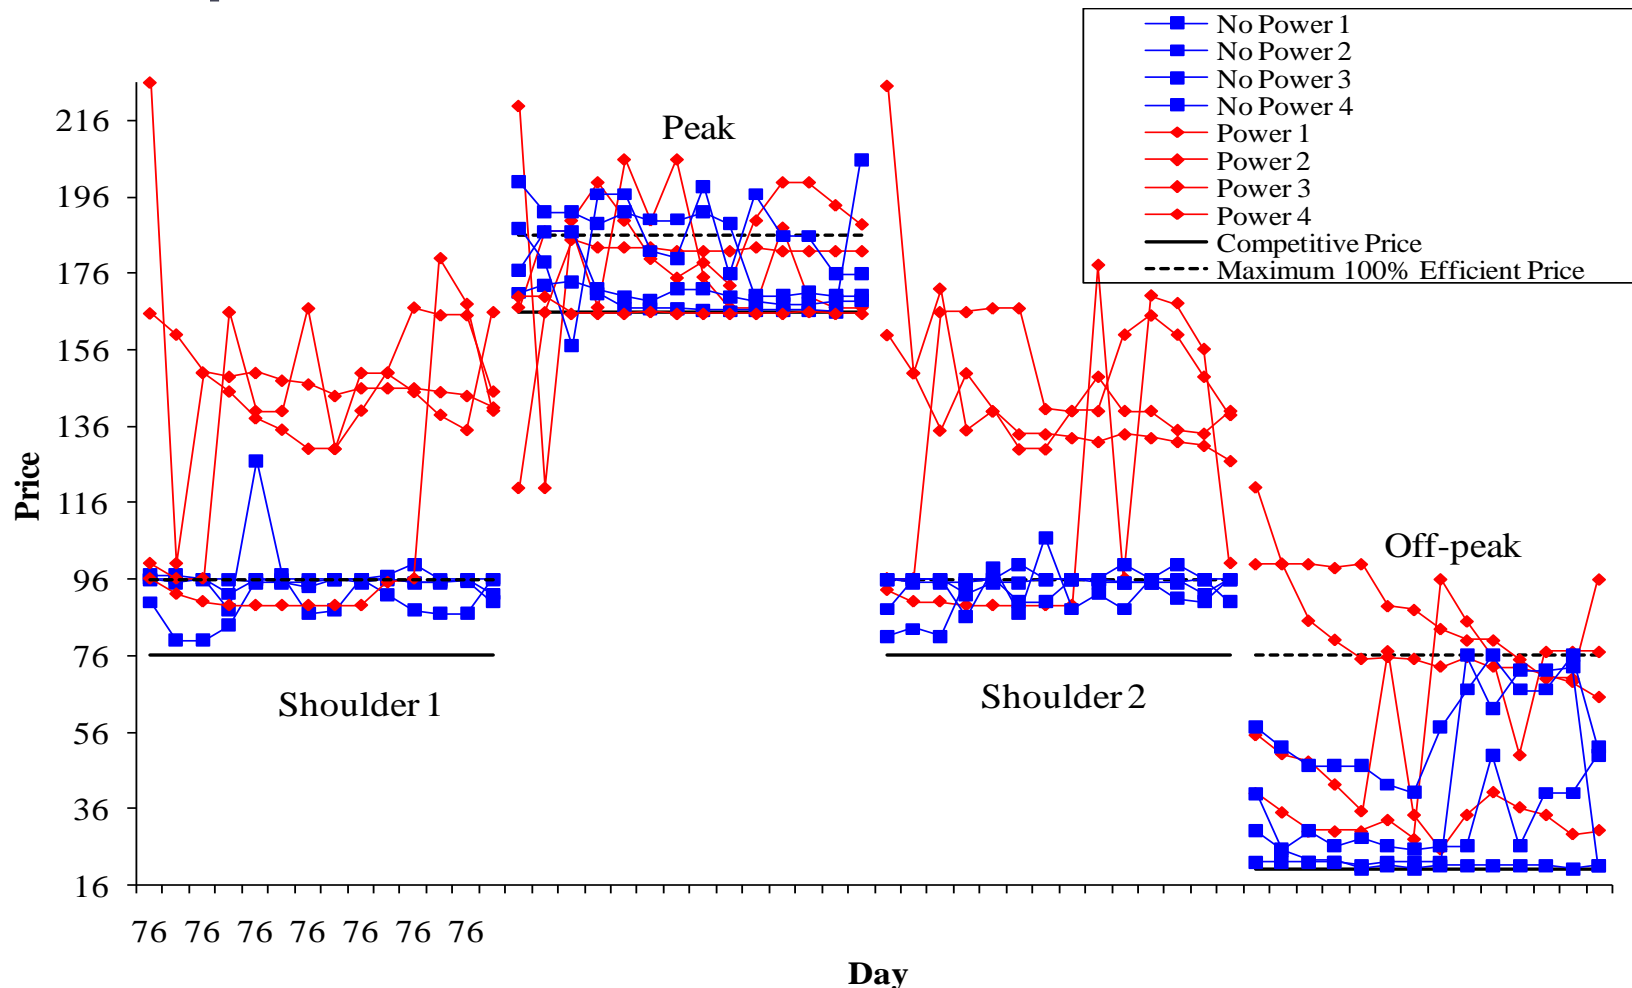 No Power 1
No Power 2
No Power 3
No Power 4
Power 1
Power 2
Power 3
Power 4
Competitive Price
Maximum 100% Efficient Price
Peak
Shoulder 1
Shoulder 2
Off-peak
Price
216
196
176
156
136
116
96
76
56
36
16
76 76 76 76 76 76 76
Day